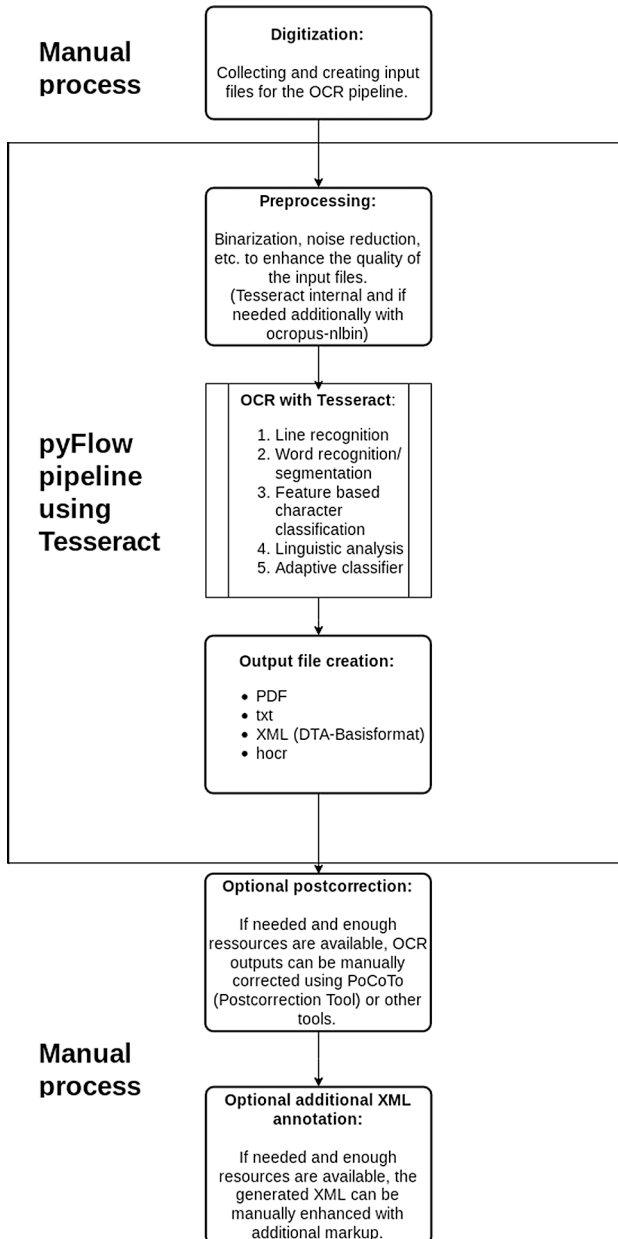 Manual
process
Digitization:
Collecting and creating input
files for the OCR pipeline.
Preprocessing:
Binarization, noise reduction,
etc. to enhance the quality of
the input files.
(Tesseract internal and if
needed additionally with
ocropus-nlbin)
pyFlow
pipeline
using
Tesseract
OCR with Tesseract:
1. Line recognition
2. Word recognition/
segmentation
3. Feature based
character
classification
4. Linguistic analysis
5. Adaptive classifier
Output file creation:
• PDF
• txt
• XML (DTA-Basisformat)
• hocr
Optional postcorrection:
If needed and enough
ressources are available, OCR
outputs can be manually
corrected using PoCoTo
(Postcorrection Tool) or other
tools.
Manual
process
Optional additional XML
annotation:
If needed and enough
resources are available, the
generated XML can be
manually enhanced with
additional markup.